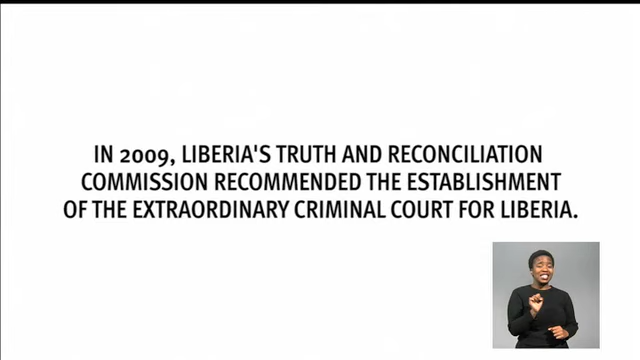 IN 2009, LIBERIA'S TRUTH AND RECONCILIATION
COMMISSION RECOMMENDED THE ESTABLISHMENT
OF THE EXTRAORDINARY CRIMINAL COURT FOR LIBERIA.